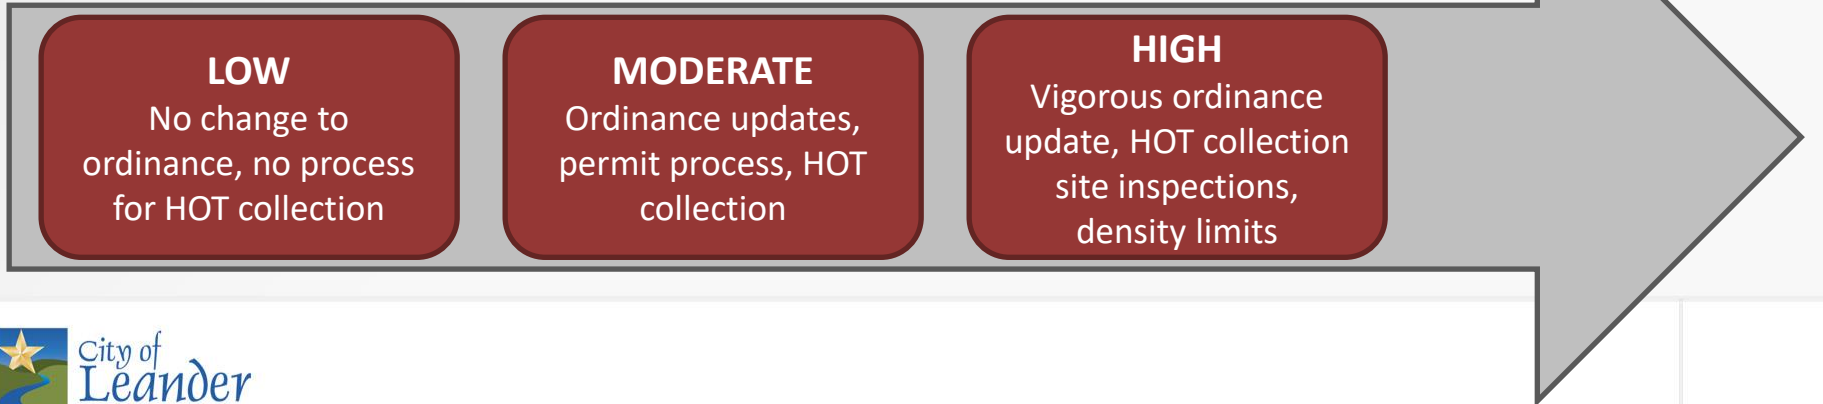 LOW
No change to
ordinance, no process
for HOT collection
MODERATE
Ordinance updates,
permit process, HOT
collection
HIGH
Vigorous ordinance
update, HOT collection
site inspections,
density limits
City of
Leander